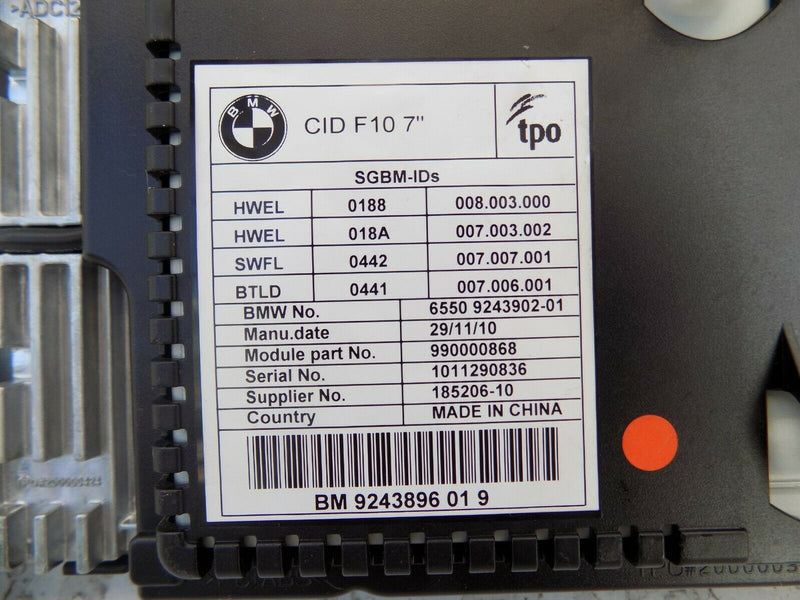 >ADC12
BMW
CID F10 7"
tpo
SGBM-IDs
HWEL 0188 008.003.000
HWEL 018A 007.003.002
SWFL 0442 007.007.001
BTLD 0441 007.006.001
BMW No. 6550 9243902-01
Manu.date 29/11/10
Module part No. 990000868
Serial No. 1011290836
Supplier No. 185206-10
Country MADE IN CHINA
BM 9243896 01 9